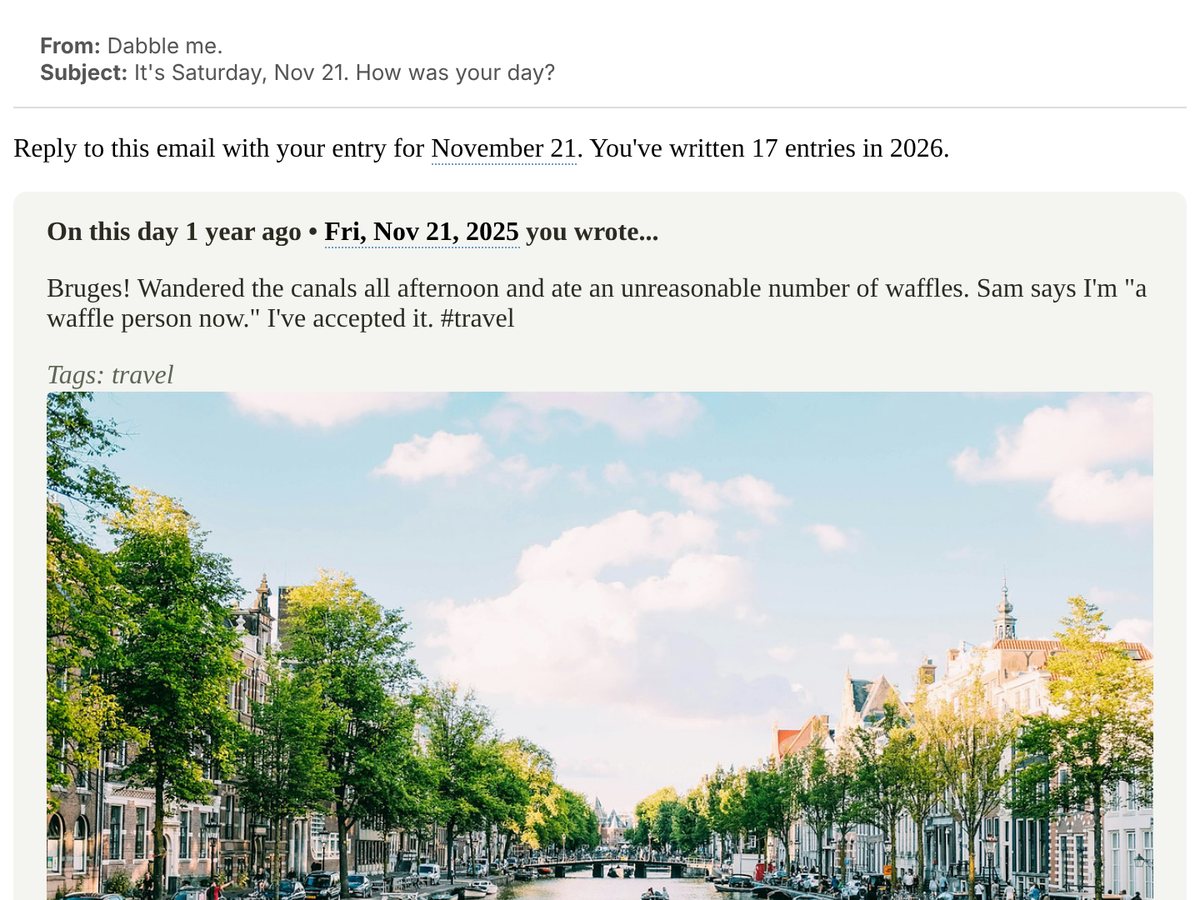 From: Dabble me.
Subject: It's Saturday, Nov 21. How was your day?
Reply to this email with your entry for November 21. You've written 17 entries in 2026.
On this day 1 year ago • Fri, Nov 21, 2025 you wrote...
Bruges! Wandered the canals all afternoon and ate an unreasonable number of waffles. Sam says I'm "a
waffle person now." I've accepted it. #travel
Tags: travel